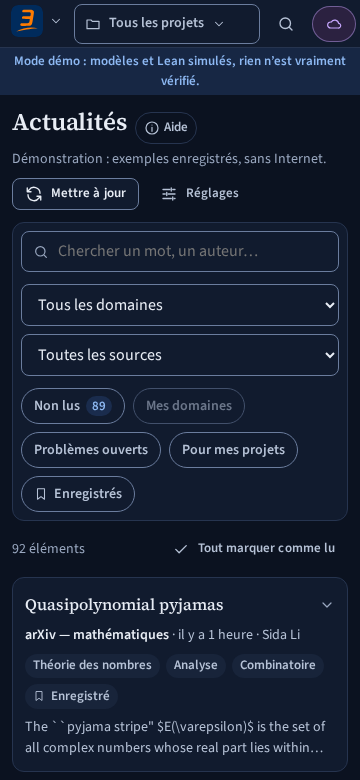 Tous les projets
Mode démo : modèles et Lean simulés, rien n’est vraiment
vérifié.
Actualités
Aide
Démonstration : exemples enregistrés, sans Internet.
Mettre à jour
Réglages
Chercher un mot, un auteur…
Tous les domaines
Toutes les sources
Non lus 89
Mes domaines
Problèmes ouverts
Pour mes projets
Enregistrés
92 éléments
Tout marquer comme lu
Quasipolynomial pyjamas
arXiv — mathématiques · il y a 1 heure · Sida Li
Théorie des nombres
Analyse
Combinatoire
Enregistré
The ``pyjama stripe" $E(\varepsilon)$ is the set
of all complex numbers whose real part lies within…